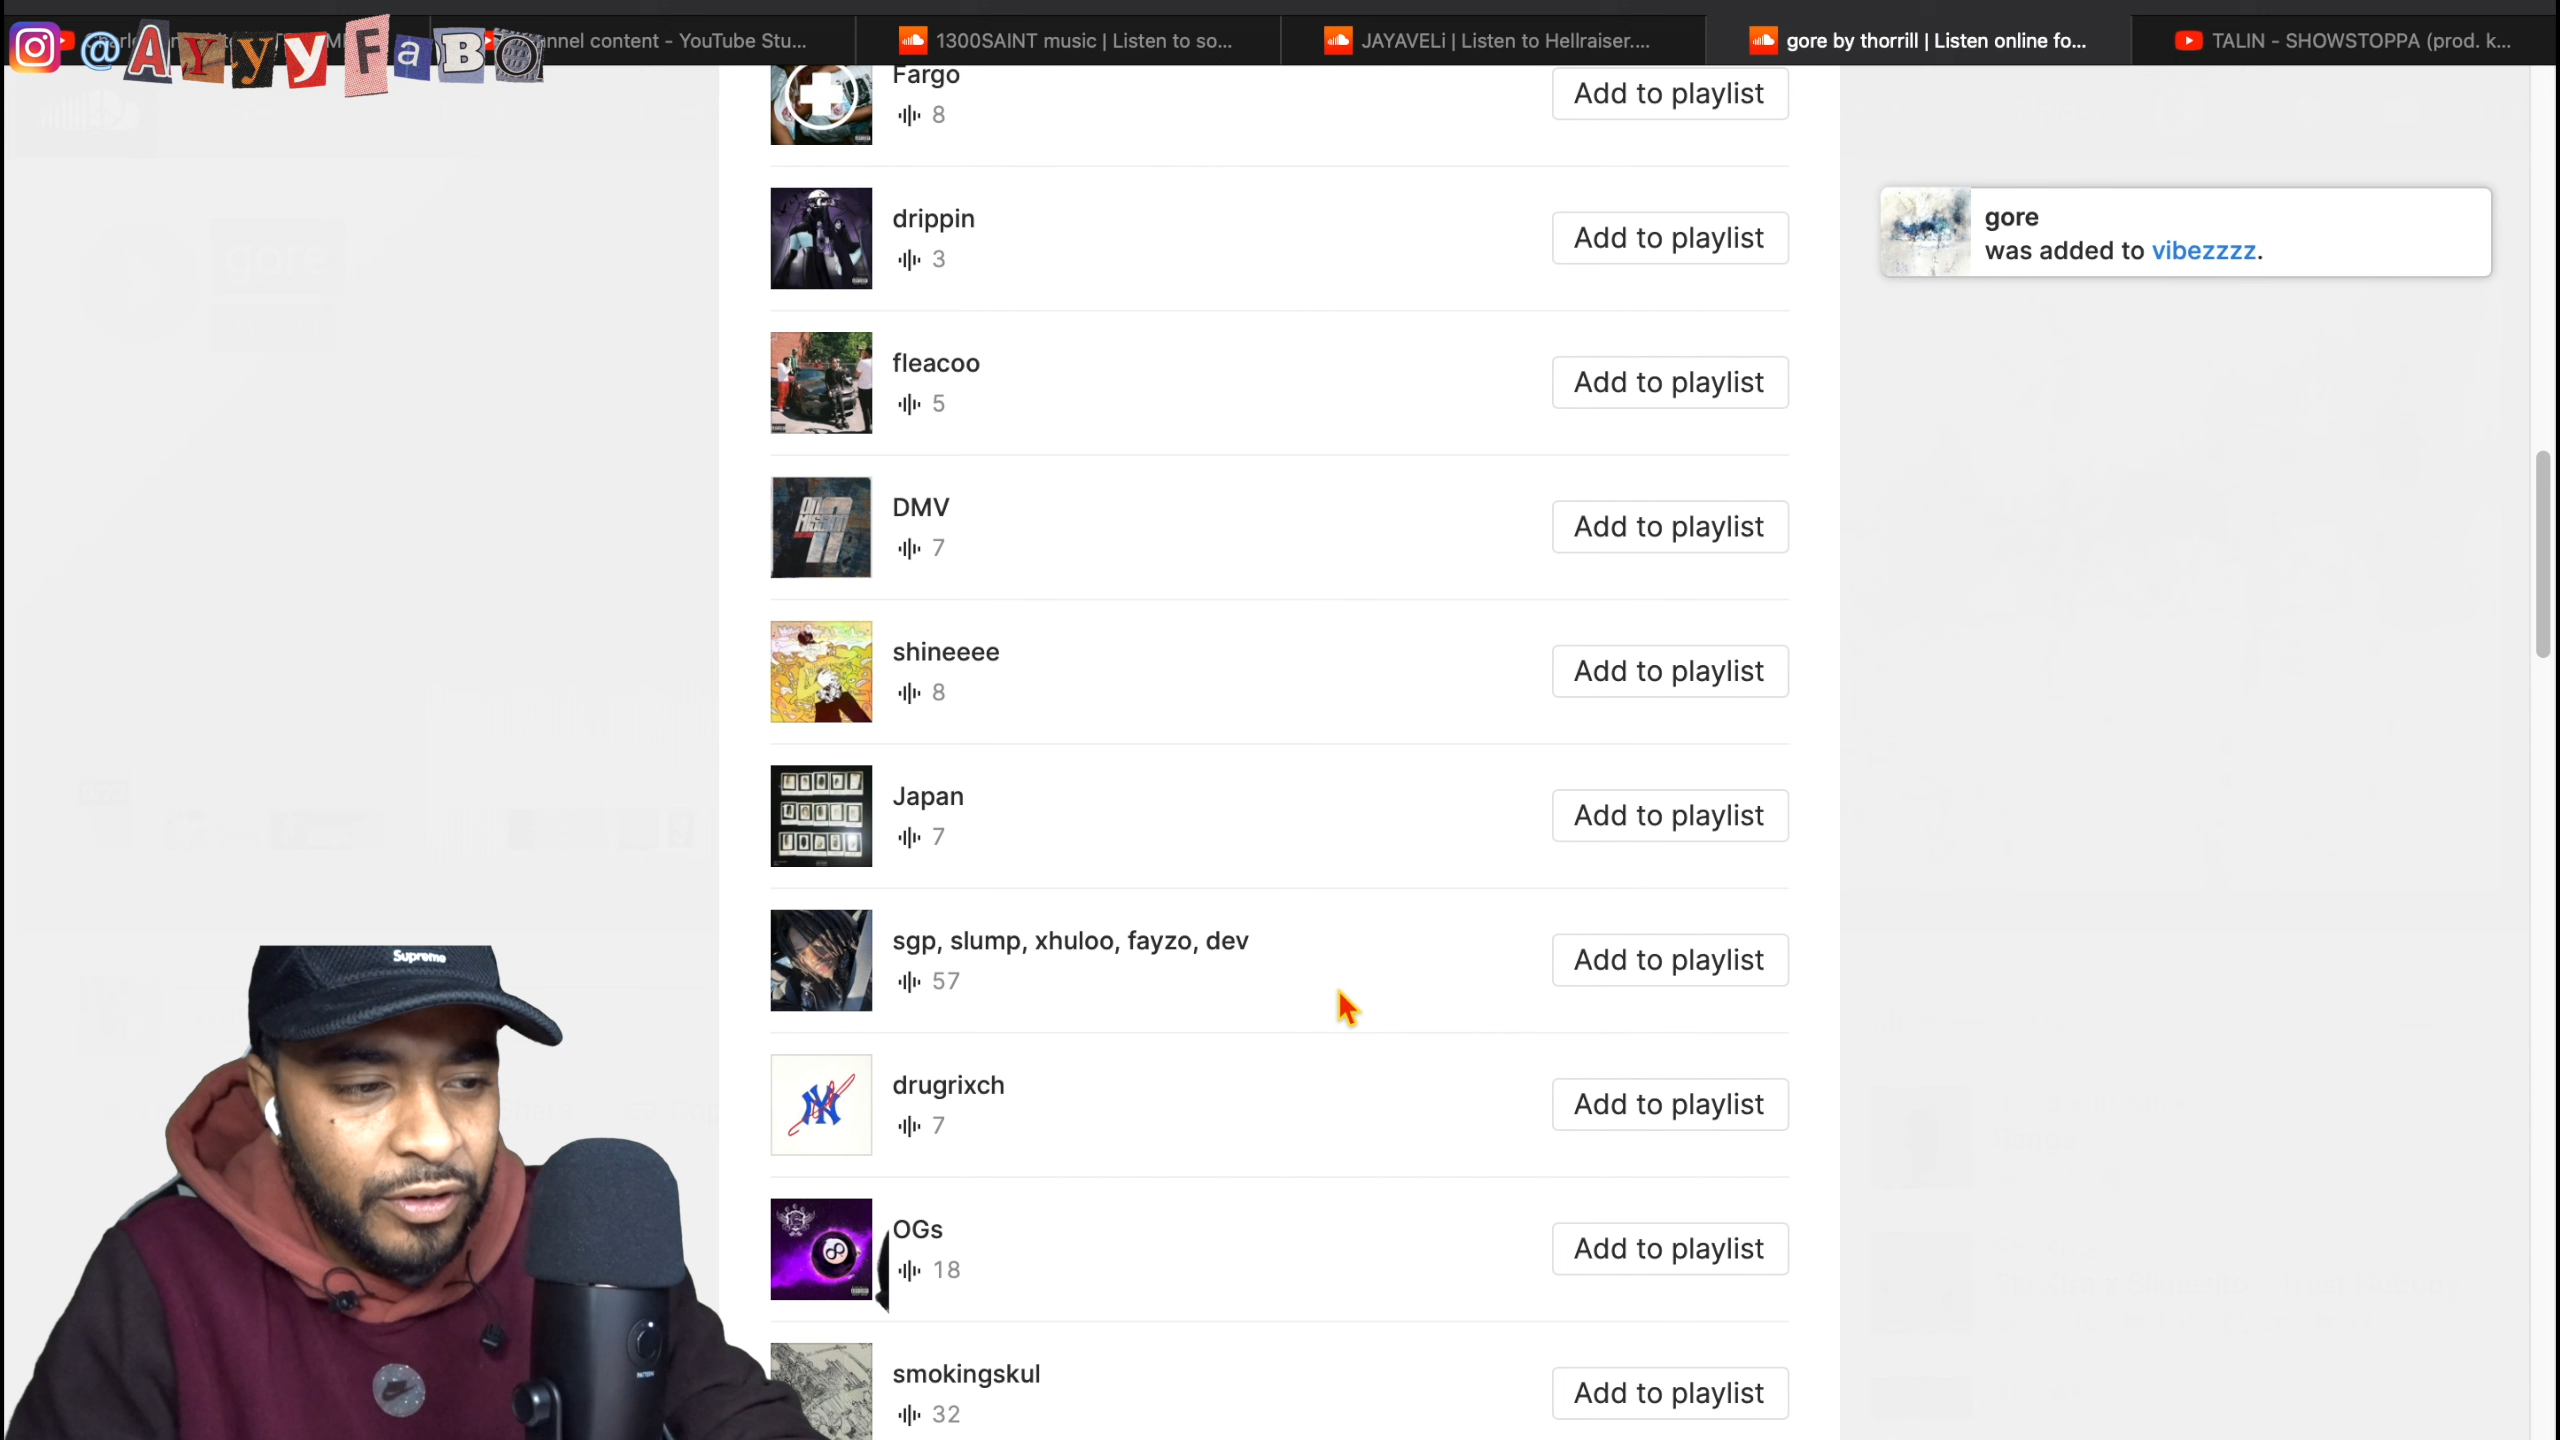 @AYyyFaBO
annel content - YouTube Stu...
1300SAINT music | Listen to so...
JAYAVELi | Listen to Hellraiser....
gore by thorrill | Listen online fo...
TALIN - SHOWSTOPPA (prod. k...
Fargo
8
Add to playlist
gore
was added to vibezzzz.
drippin
3
Add to playlist
fleacoo
5
Add to playlist
DMV
7
Add to playlist
shineeee
8
Add to playlist
Japan
7
Add to playlist
sgp, slump, xhuloo, fayzo, dev
57
Add to playlist
drugrixch
7
Add to playlist
OGs
18
Add to playlist
smokingskul
32
Add to playlist
Supreme